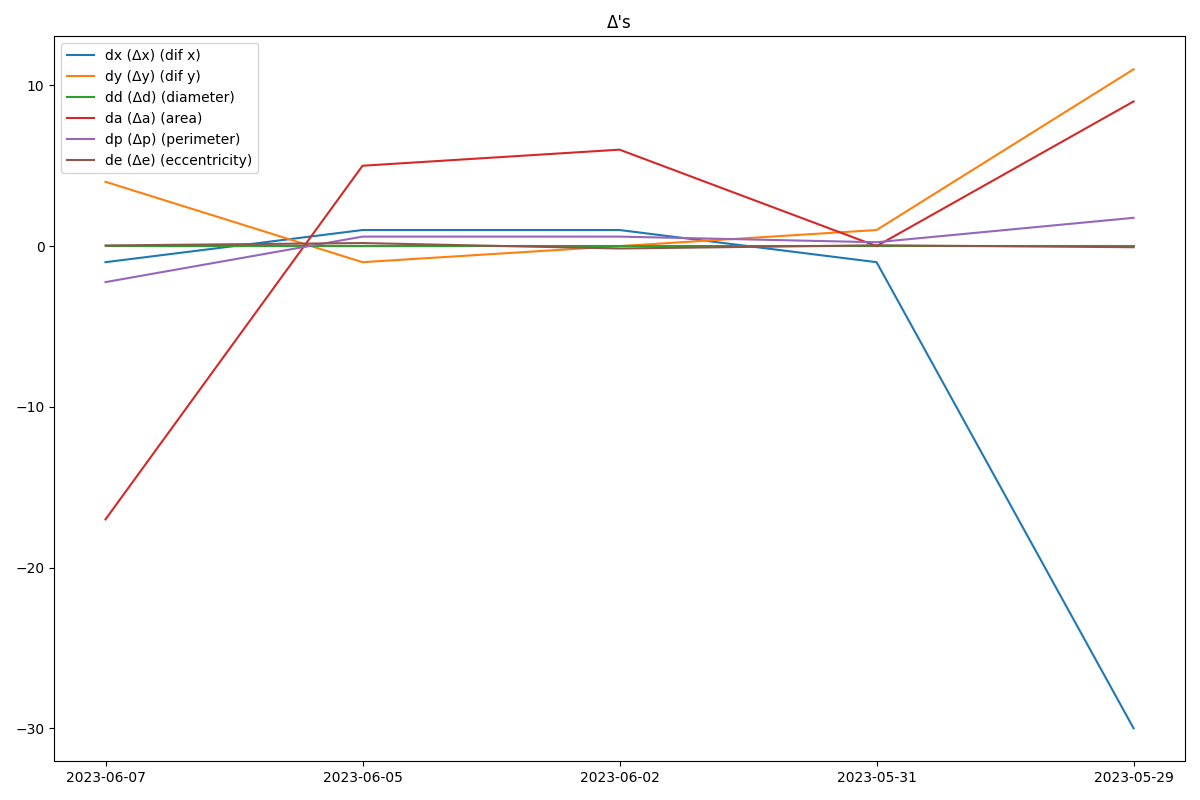 Δ's
dx (Δx) (dif x)
dy (Δy) (dif y)
dd (Δd) (diameter)
da (Δa) (area)
dp (Δp) (perimeter)
de (Δe) (eccentricity)
10
0
−10
−20
−30
2023-06-07 2023-06-05 2023-06-02 2023-05-31 2023-05-29